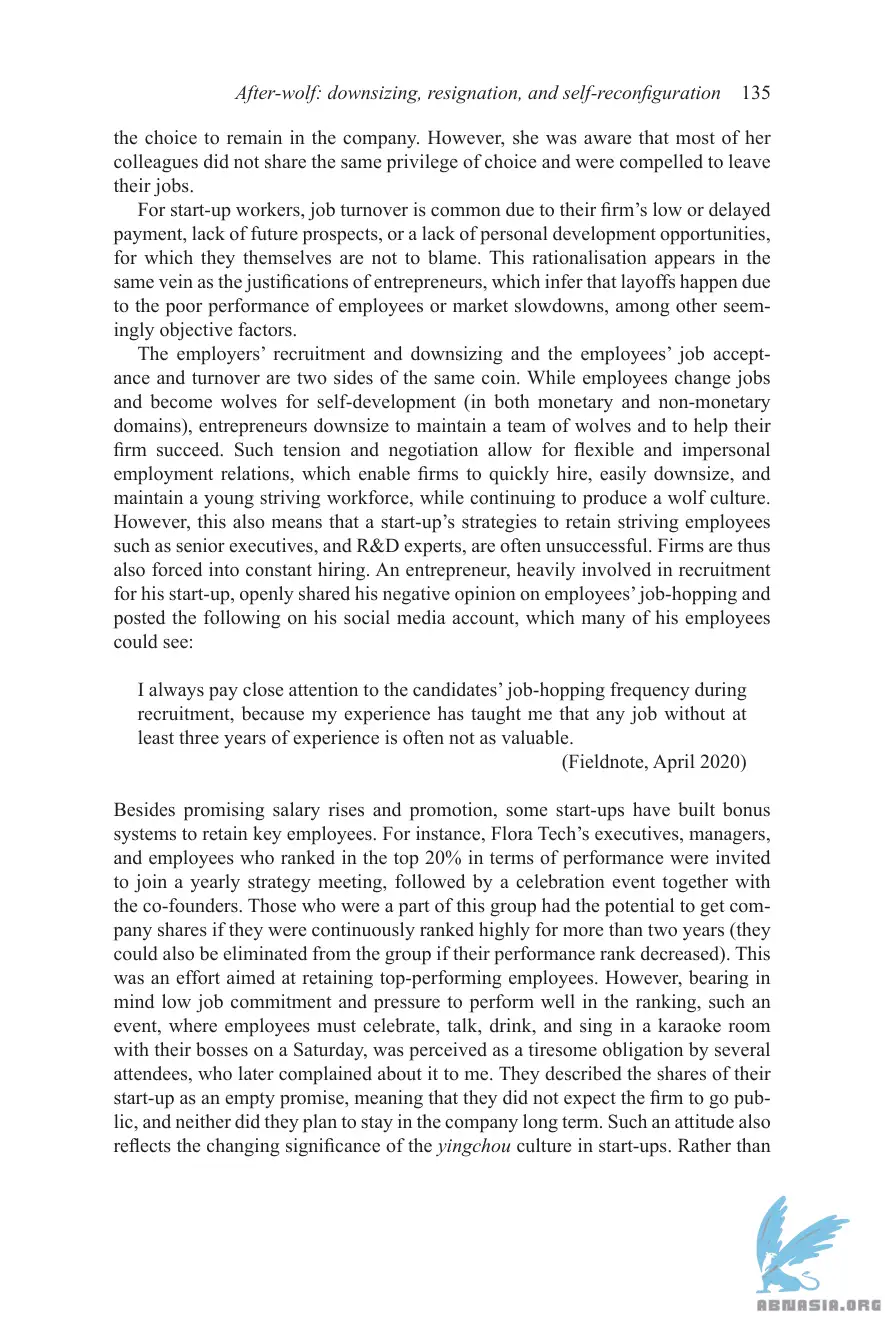 After-wolf: downsizing, resignation, and self-reconfiguration 135
the choice to remain in the company. However, she was aware that most of her
colleagues did not share the same privilege of choice and were compelled to leave
their jobs.
For start-up workers, job turnover is common due to their firm’s low or delayed
payment, lack of future prospects, or a lack of personal development opportunities,
for which they themselves are not to blame. This rationalisation appears in the
same vein as the justifications of entrepreneurs, which infer that layoffs happen due
to the poor performance of employees or market slowdowns, among other seem-
ingly objective factors.
The employers’ recruitment and downsizing and the employees’ job accept-
ance and turnover are two sides of the same coin. While employees change jobs
and become wolves for self-development (in both monetary and non-monetary
domains), entrepreneurs downsize to maintain a team of wolves and to help their
firm succeed. Such tension and negotiation allow for flexible and impersonal
employment relations, which enable firms to quickly hire, easily downsize, and
maintain a young striving workforce, while continuing to produce a wolf culture.
However, this also means that a start-up’s strategies to retain striving employees
such as senior executives, and R&D experts, are often unsuccessful. Firms are thus
also forced into constant hiring. An entrepreneur, heavily involved in recruitment
for his start-up, openly shared his negative opinion on employees’ job-hopping and
posted the following on his social media account, which many of his employees
could see:
I always pay close attention to the candidates’ job-hopping frequency during
recruitment, because my experience has taught me that any job without at
least three years of experience is often not as valuable.
(Fieldnote, April 2020)
Besides promising salary rises and promotion, some start-ups have built bonus
systems to retain key employees. For instance, Flora Tech’s executives, managers,
and employees who ranked in the top 20% in terms of performance were invited
to join a yearly strategy meeting, followed by a celebration event together with
the co-founders. Those who were a part of this group had the potential to get com-
pany shares if they were continuously ranked highly for more than two years (they
could also be eliminated from the group if their performance rank decreased). This
was an effort aimed at retaining top-performing employees. However, bearing in
mind low job commitment and pressure to perform well in the ranking, such an
event, where employees must celebrate, talk, drink, and sing in a karaoke room
with their bosses on a Saturday, was perceived as a tiresome obligation by several
attendees, who later complained about it to me. They described the shares of their
start-up as an empty promise, meaning that they did not expect the firm to go pub-
lic, and neither did they plan to stay in the company long term. Such an attitude also
reflects the changing significance of the yingchou culture in start-ups. Rather than
ABNASIA.ORG